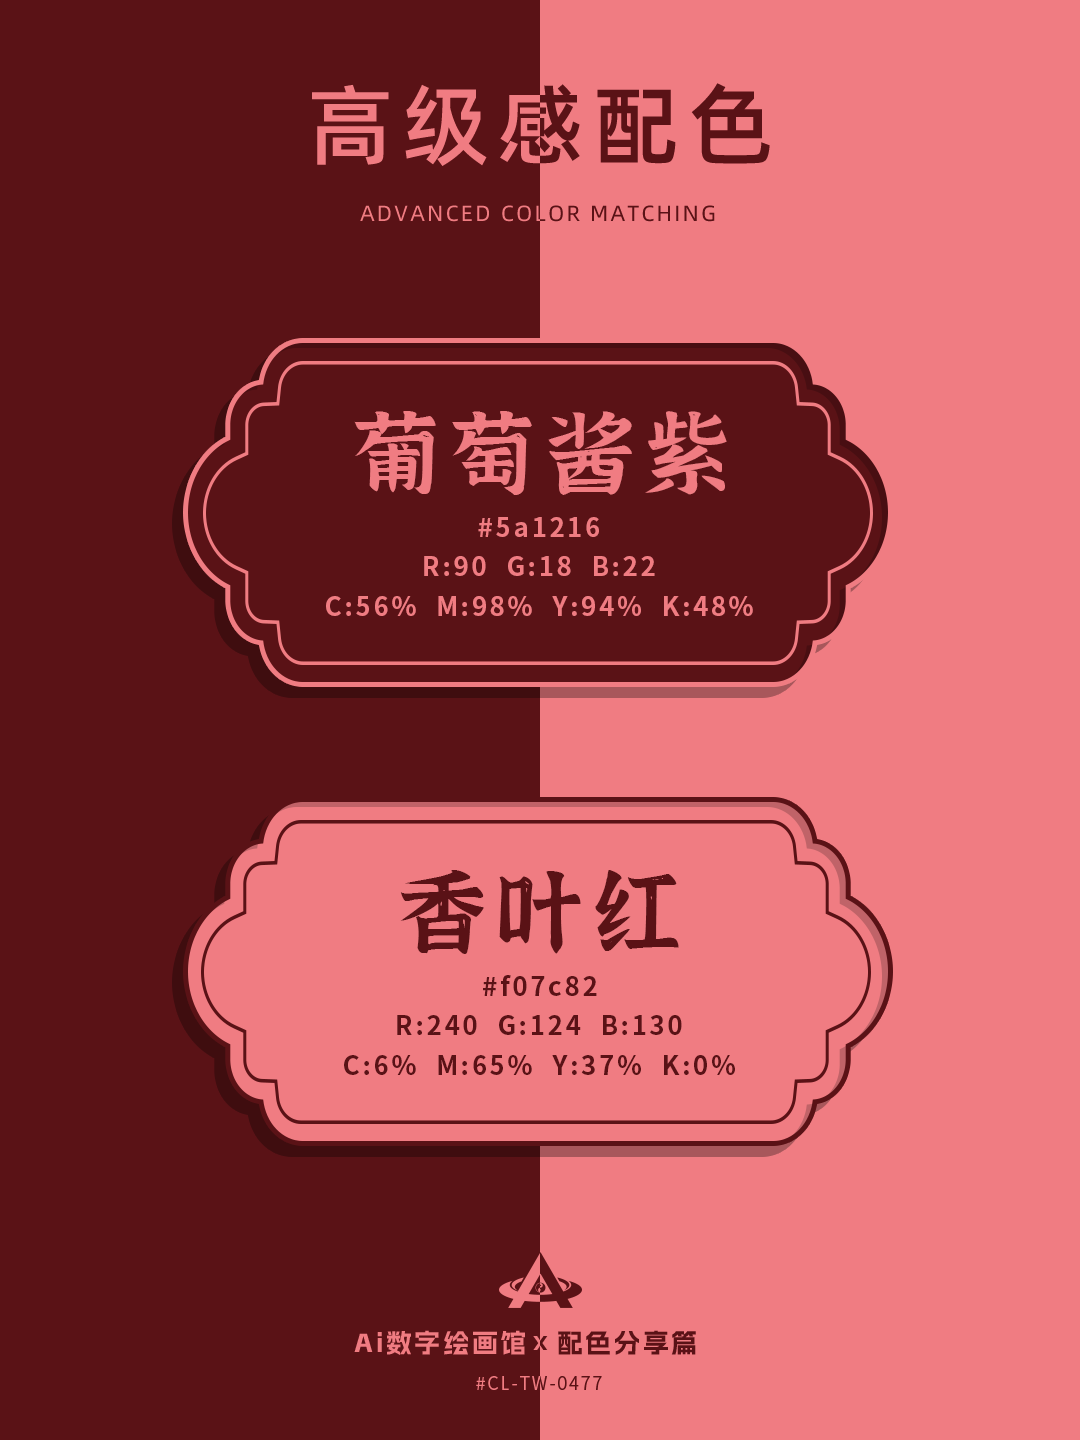 高级感配色
ADVANCED COLOR MATCHING
葡萄酱紫
#5a1216
R:90 G:18 B:22
C:56% M:98% Y:94% K:48%
香叶红
#f07c82
R:240 G:124 B:130
C:6% M:65% Y:37% K:0%
Ai数字绘画馆 x 配色分享篇
#CL-TW-0477